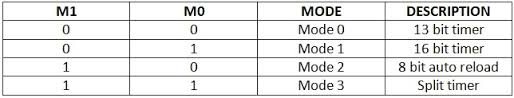 M1 M0 MODE DESCRIPTION
0 0 Mode 0 13 bit timer
0 1 Mode 1 16 bit timer
1 0 Mode 2 8 bit auto reload
1 1 Mode 3 Split timer